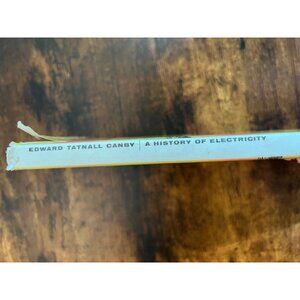 EDWARD TATNALL CANBY A HISTORY OF ELECTRICITY